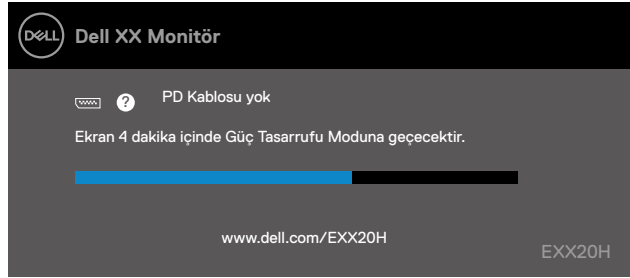 DELL Dell XX Monitör
? PD Kablosu yok
Ekran 4 dakika içinde Güç Tasarrufu Moduna geçecektir.
www.dell.com/EXX20H
EXX20H